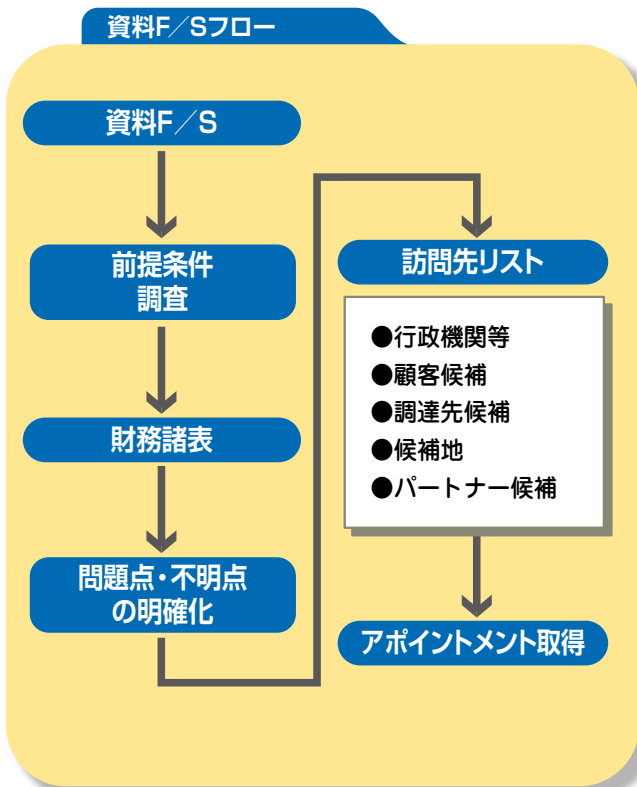 資料F／Sフロー
資料F／S
前提条件
調査
財務諸表
問題点・不明点
の明確化
訪問先リスト
●行政機関等
●顧客候補
●調達先候補
●候補地
●パートナー候補
アポイントメント取得